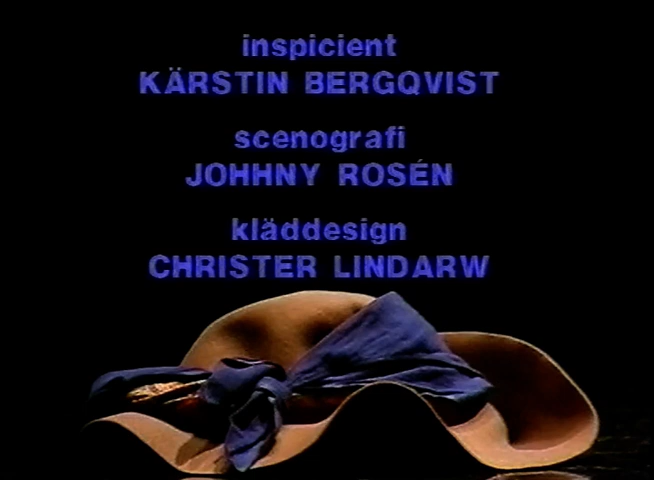 inspicient
KÄRSTIN BERGQVIST
scenografi
JOHHNY ROSÉN
kläddesign
CHRISTER LINDARW